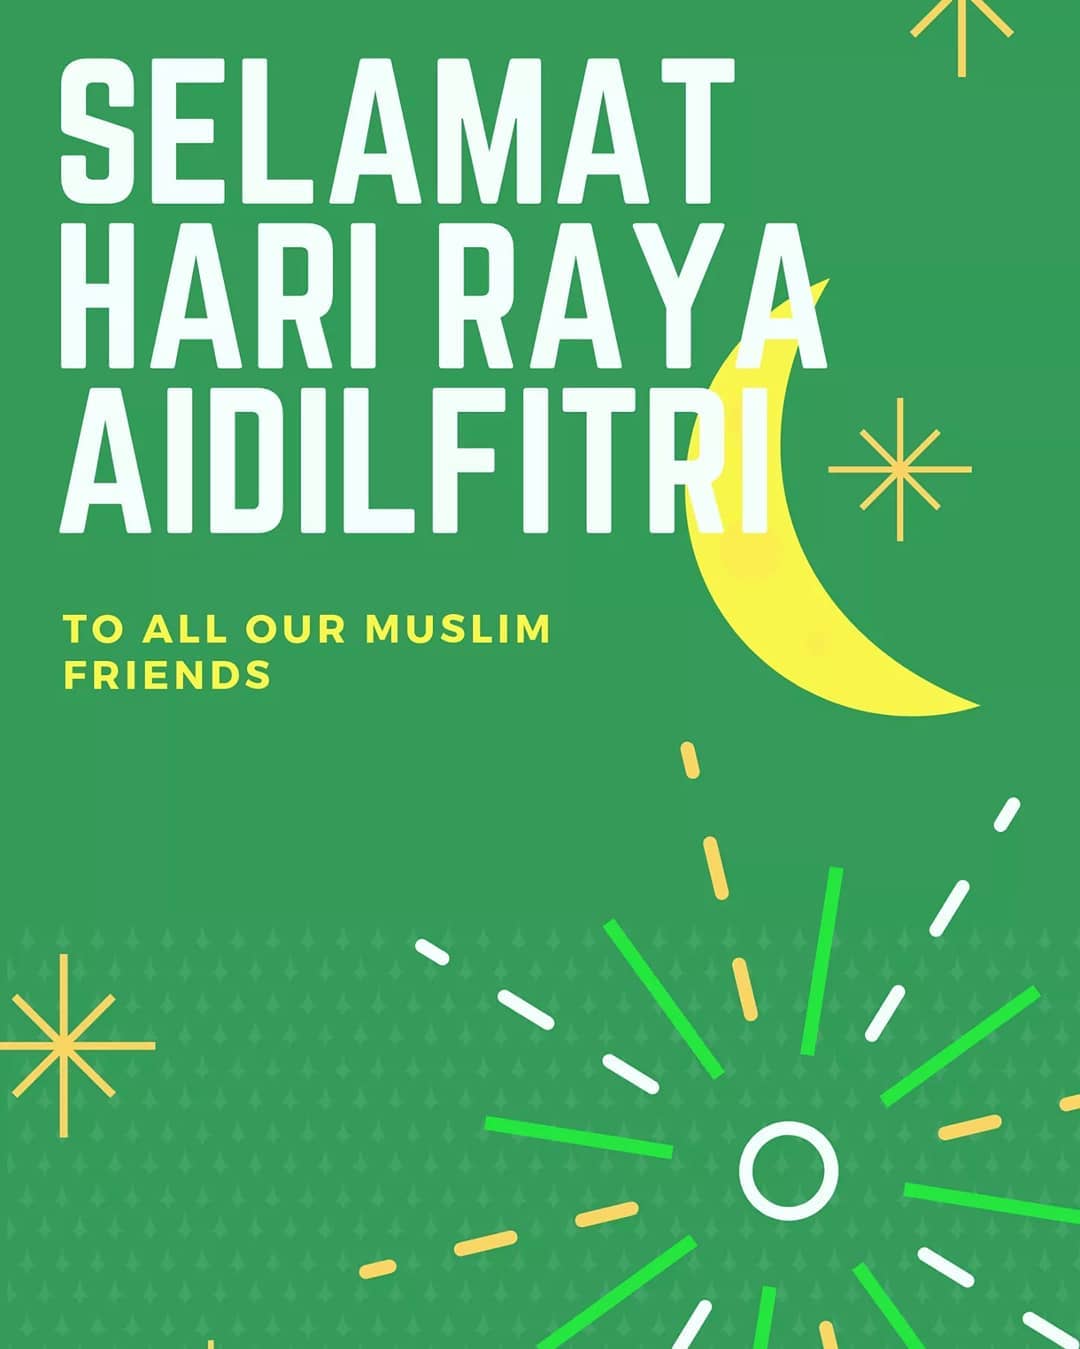 SELAMAT
HARI RAYA
AIDILFITRI
TO ALL OUR MUSLIM
FRIENDS